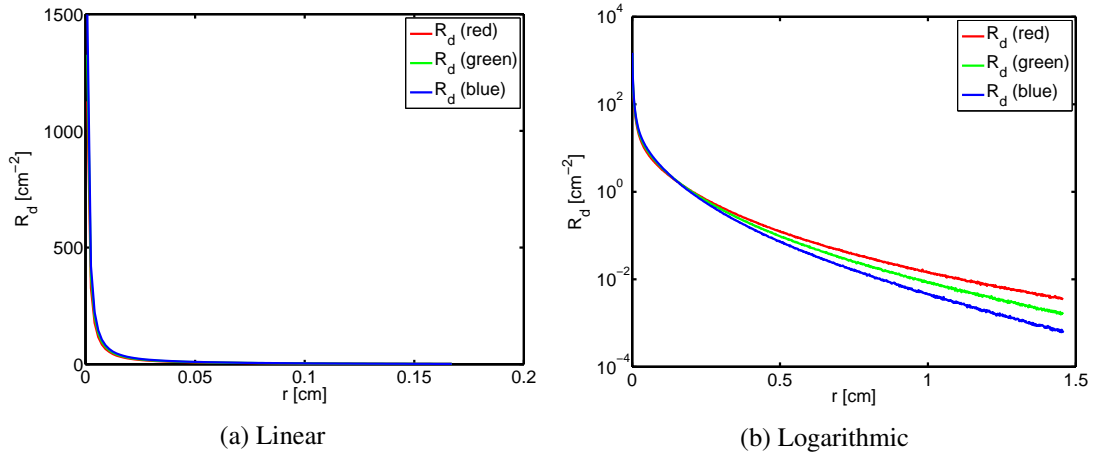 1500
1000
500
0
R_d [cm^−2]
0
0.05
0.1
0.15
0.2
r [cm]
R_d (red)
R_d (green)
R_d (blue)
(a) Linear
10^4
10^2
10^0
10^−2
10^−4
R_d [cm^−2]
0
0.5
1
1.5
r [cm]
R_d (red)
R_d (green)
R_d (blue)
(b) Logarithmic